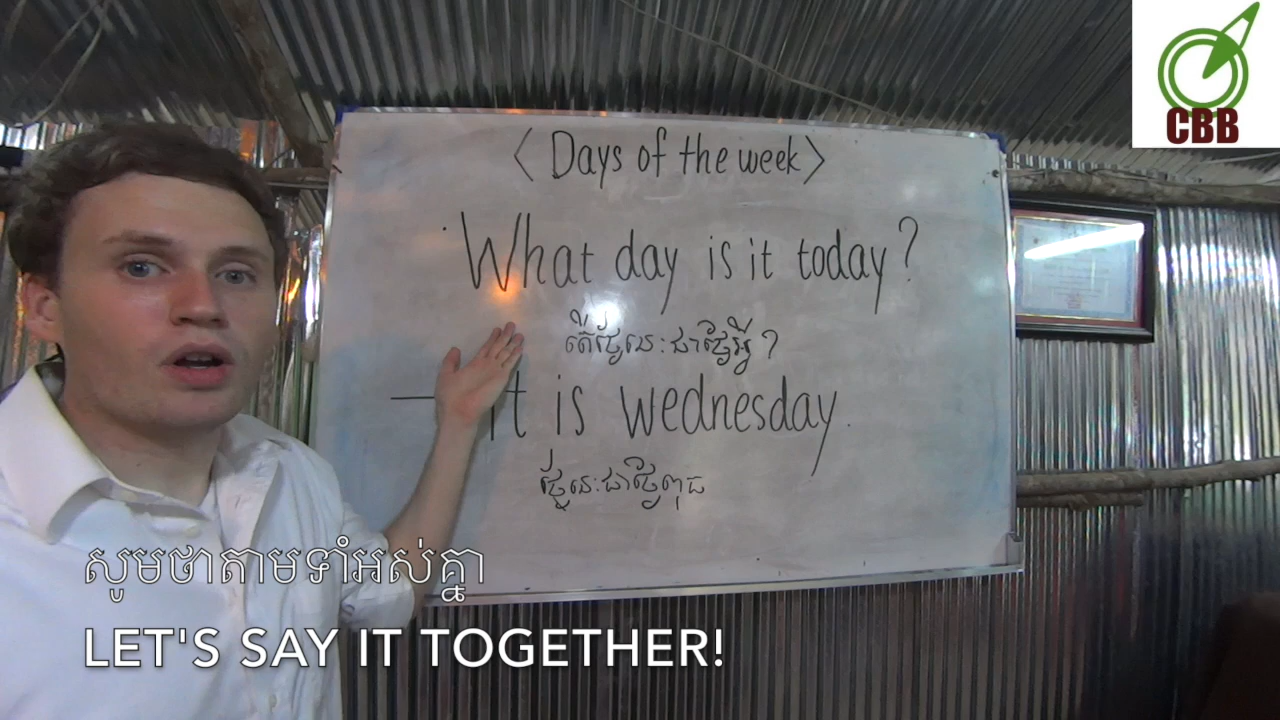 CBB
< Days of the week >
What day is it today?
តើថ្ងៃនេះជាថ្ងៃអ្វី?
— it is wednesday.
ថ្ងៃនេះជាថ្ងៃពុធ
សូមថាតាមទាំអស់គ្នា
LET'S SAY IT TOGETHER!